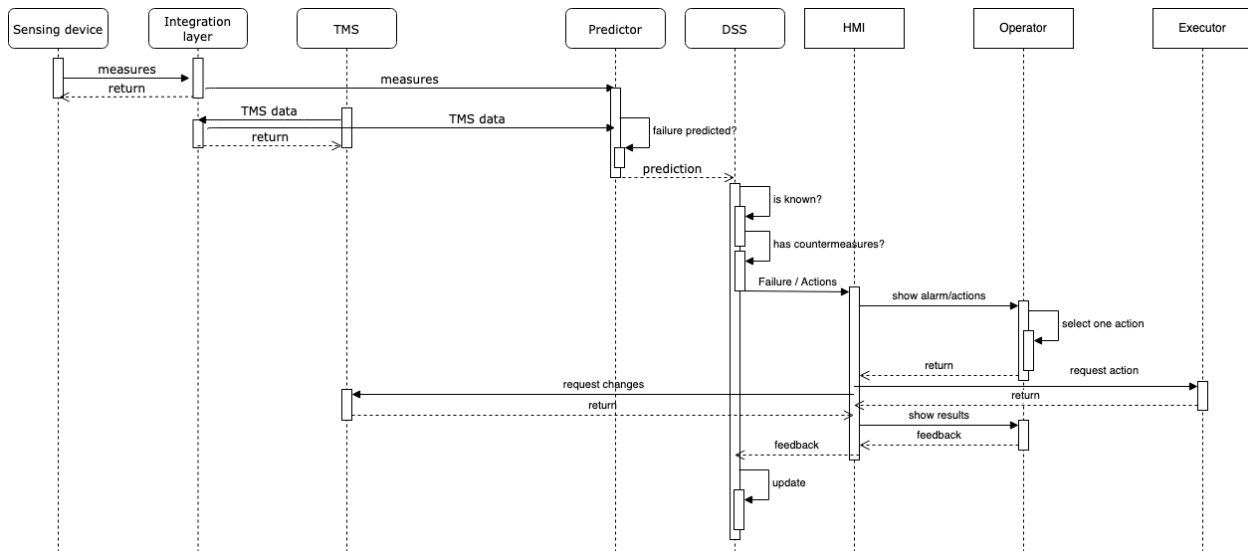 Sensing device
Integration
layer
TMS
Predictor
DSS
HMI
Operator
Executor
measures
return
measures
TMS data
TMS data
return
failure predicted?
prediction
is known?
has countermeasures?
Failure / Actions
show alarm/actions
select one action
return
request action
request changes
return
return
show results
feedback
feedback
update